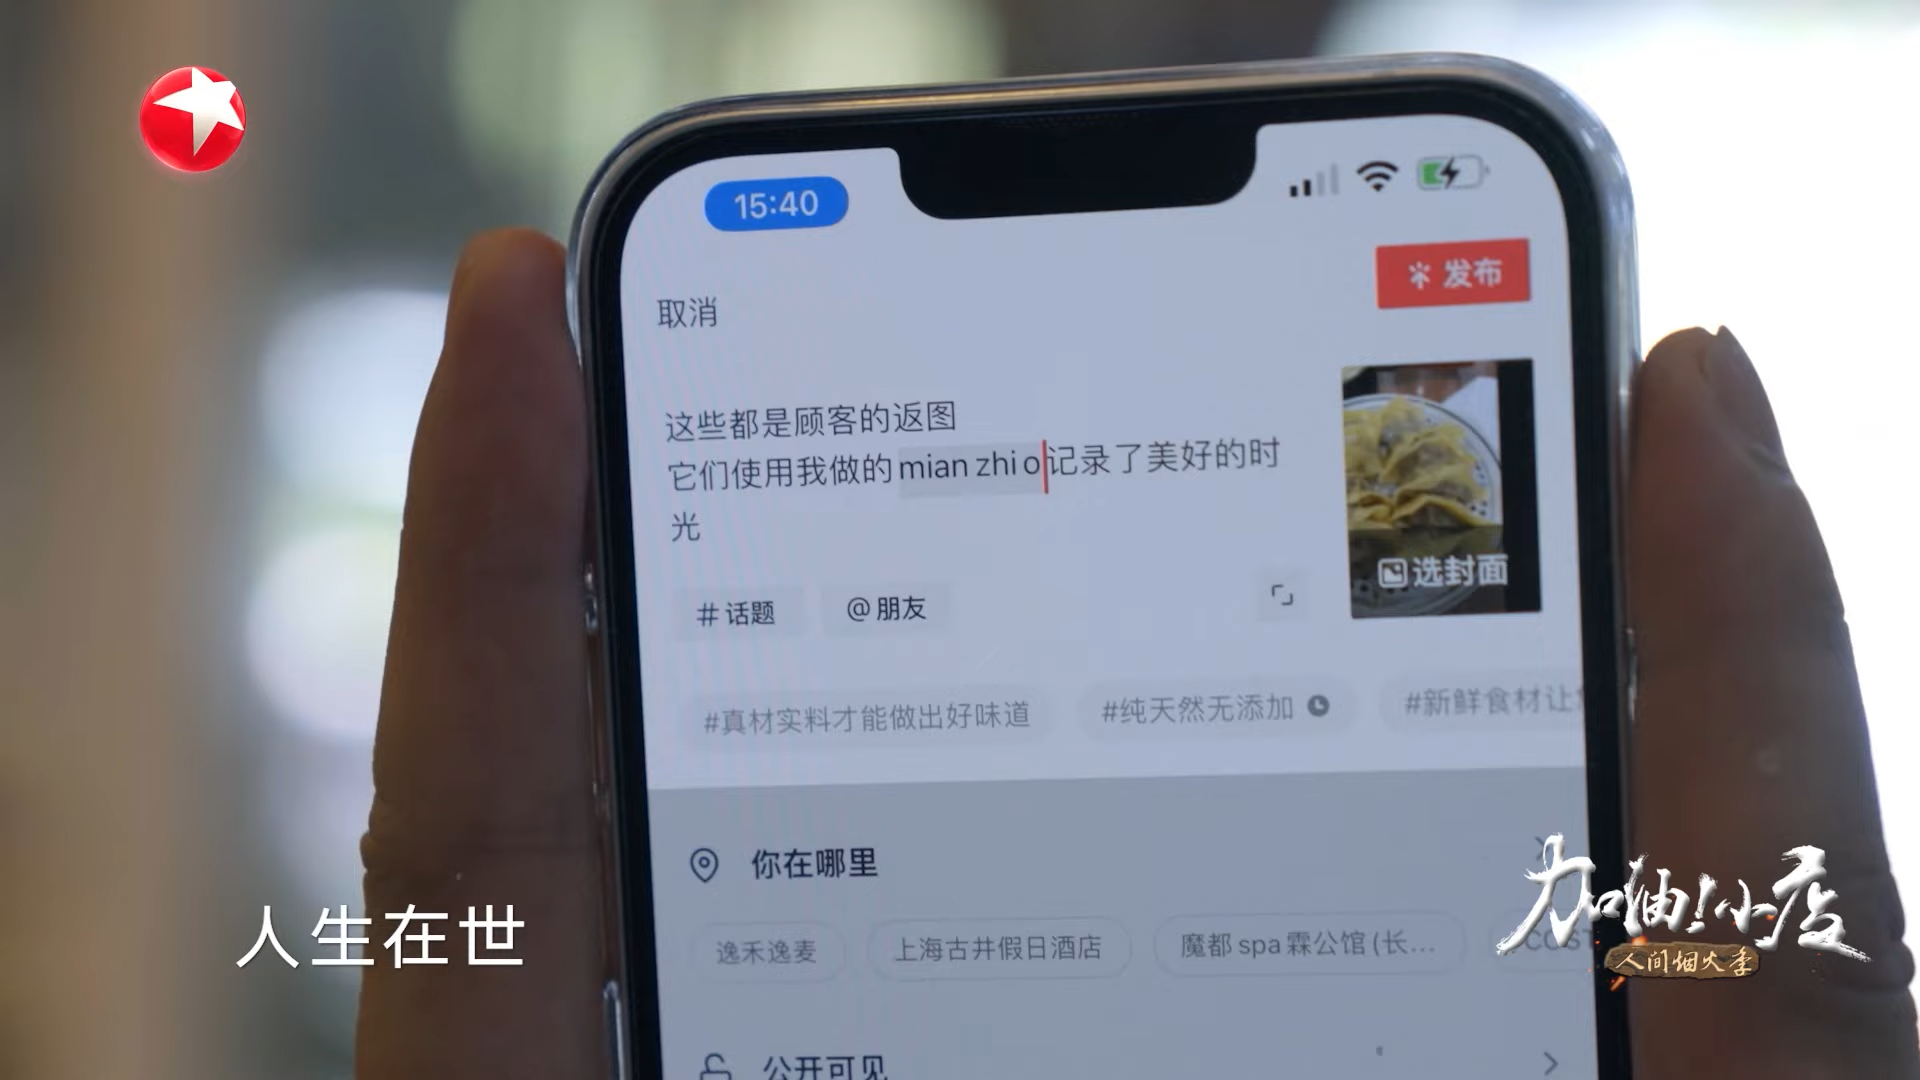 15:40
取消
发布
这些都是顾客的返图
它们使用我做的mian zhi o记录了美好的时
光
选封面
#话题
@朋友
#真材实料才能做出好味道
#纯天然无添加
#新鲜食材让
你在哪里
逸禾逸麦
上海古井假日酒店
魔都spa霖公馆(长...
COST
公开可见
人生在世
加油!小店
人间烟火季